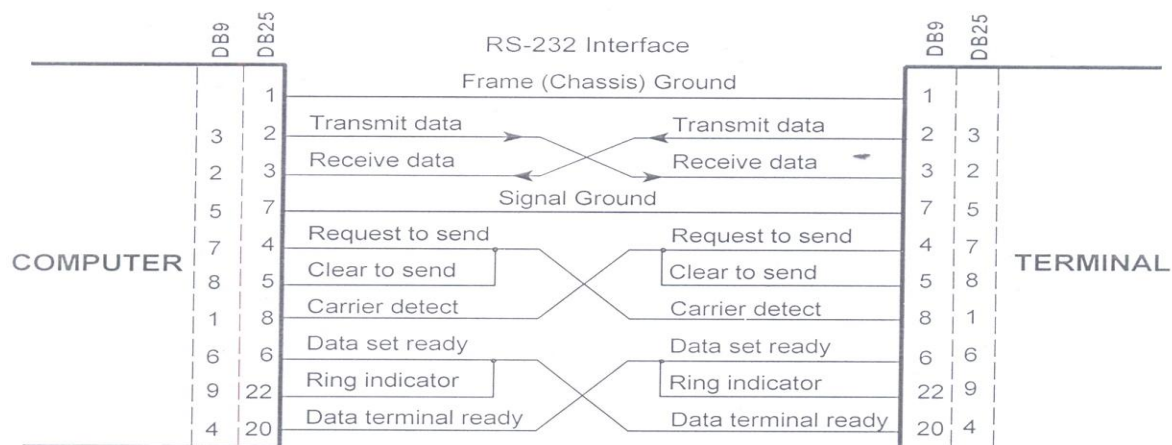 DB9 DB25 RS-232 Interface DB9 DB25
Frame (Chassis) Ground
1 1
3 2 Transmit data Transmit data 2 3
2 3 Receive data Receive data 3 2
Signal Ground
5 7 7 5
7 4 Request to send Request to send 4 7
COMPUTER TERMINAL
8 5 Clear to send Clear to send 5 8
1 8 Carrier detect Carrier detect 8 1
6 6 Data set ready Data set ready 6 6
9 22 Ring indicator Ring indicator 22 9
4 20 Data terminal ready Data terminal ready 20 4